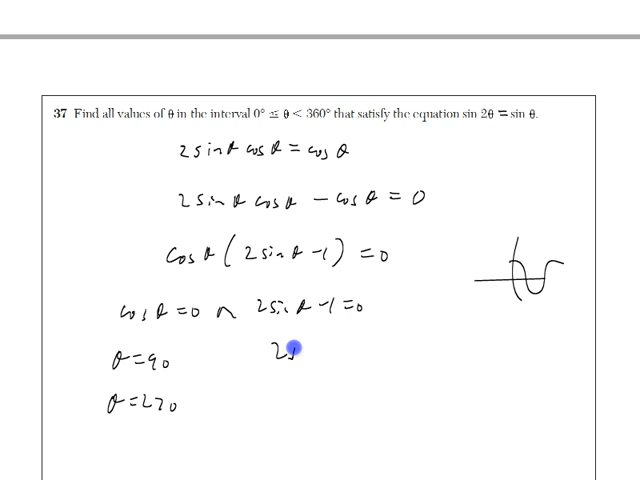 37 Find all values of θ in the interval 0° ≤ θ < 360° that satisfy the equation sin 2θ = sin θ.
2 sin θ cos θ = cos θ
2 sin θ cos θ - cos θ = 0
cos θ (2 sin θ - 1) = 0
cos θ = 0 or 2 sin θ - 1 = 0
θ = 90 2s
θ = 270